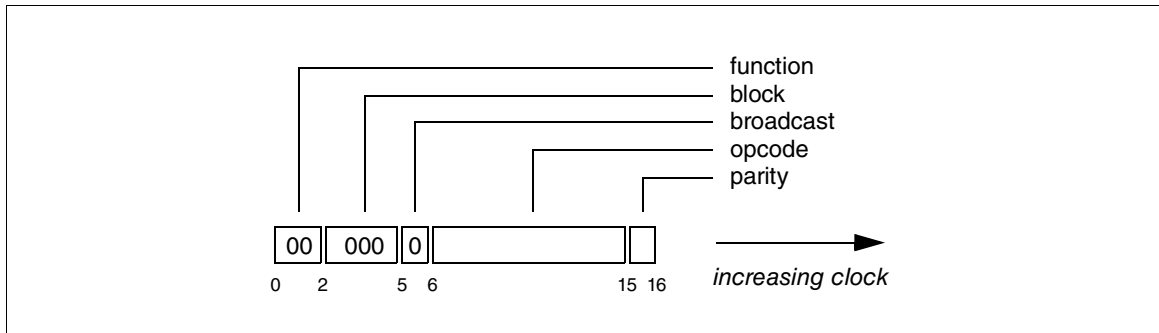 function
block
broadcast
opcode
parity
00 000 0
0 2 5 6 15 16
increasing clock